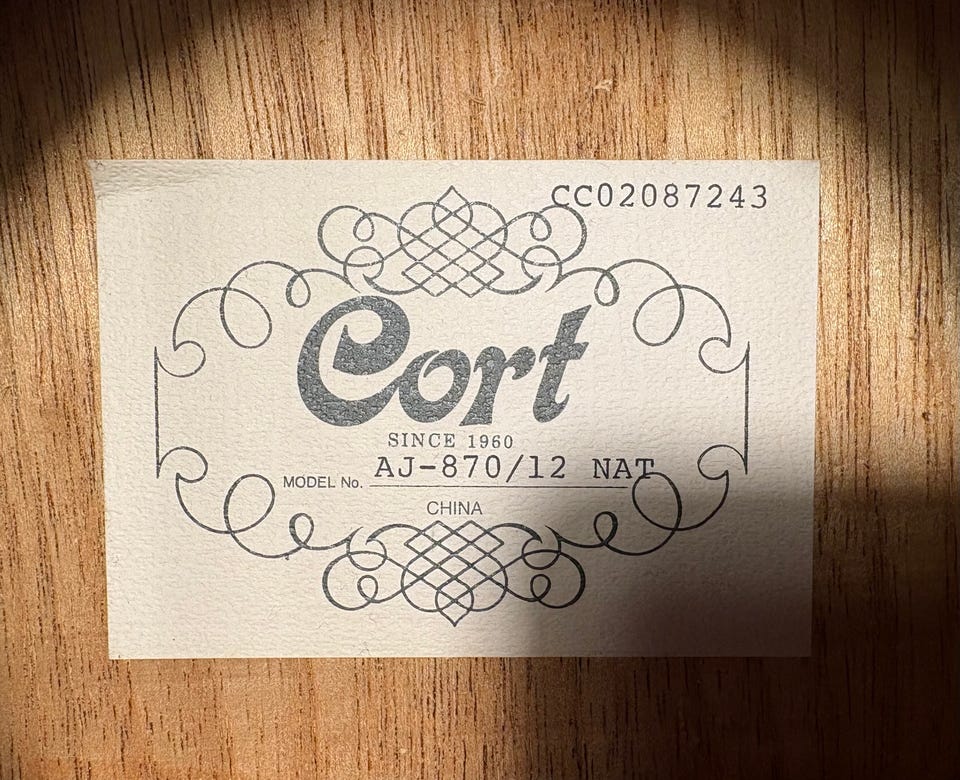 CC02087243
Cort
SINCE 1960
MODEL No. AJ-870/12 NAT
CHINA